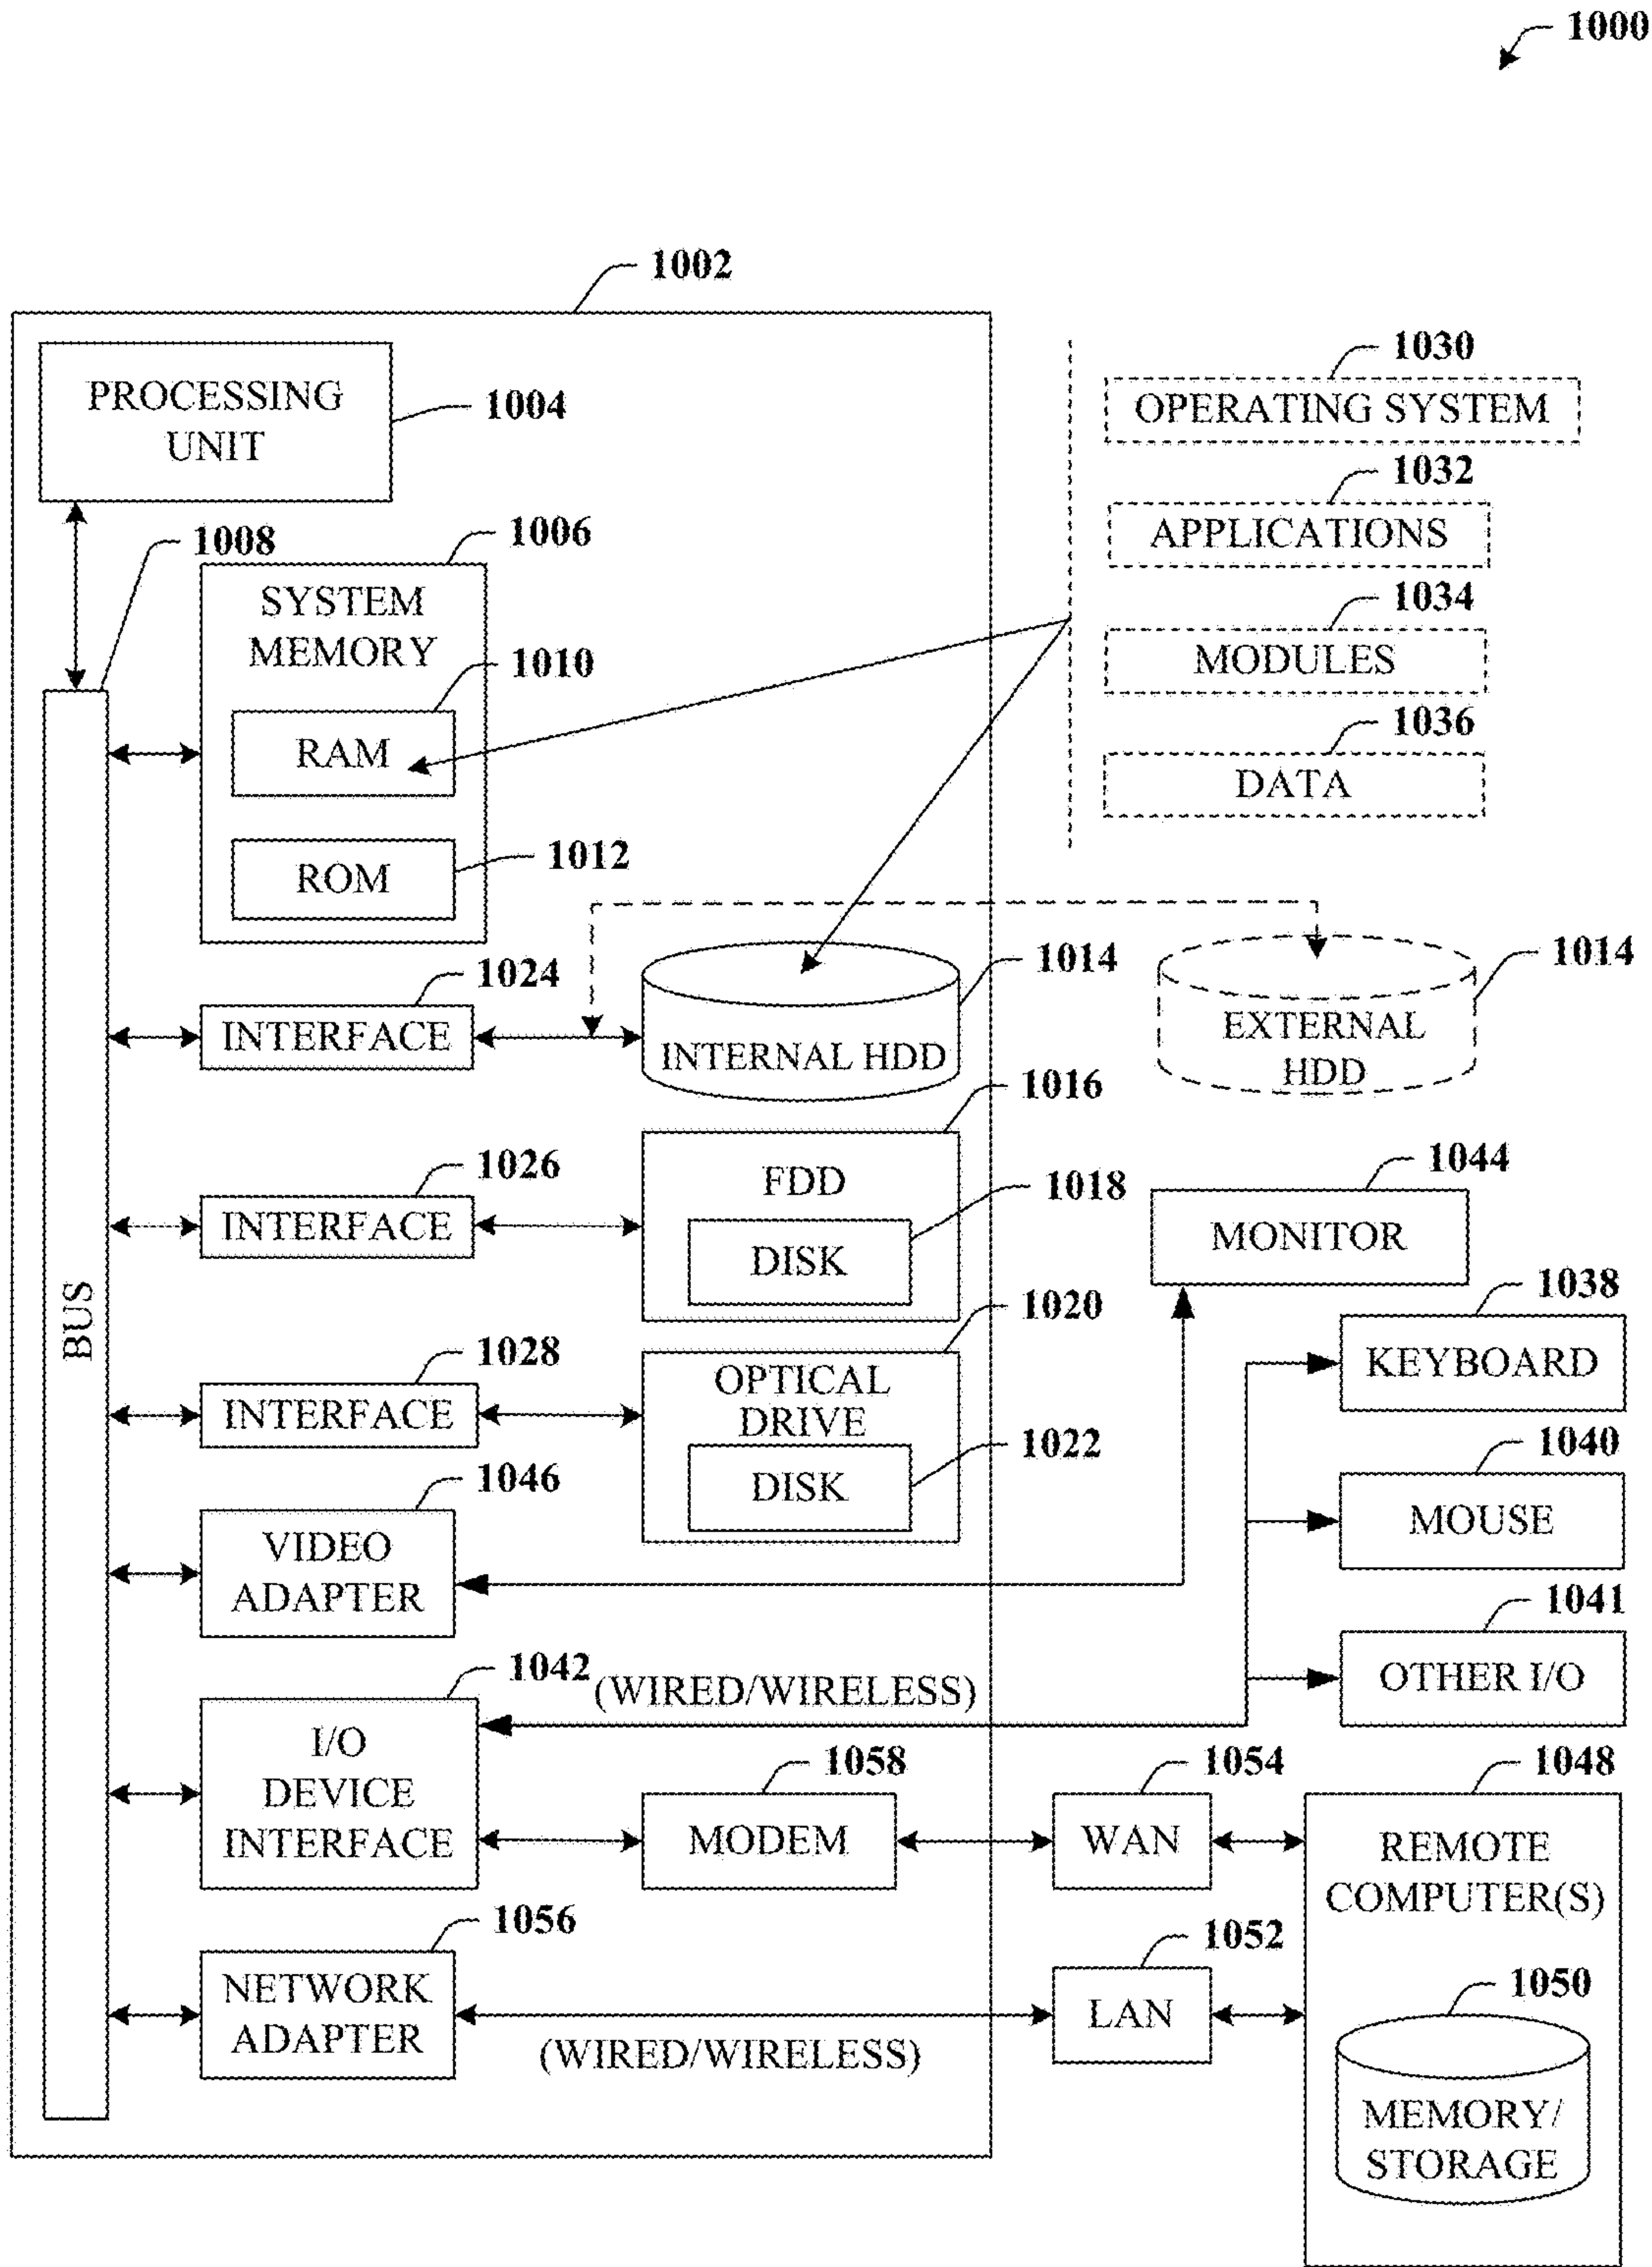 1000
1002
PROCESSING
UNIT
1004
1008
1006
SYSTEM
MEMORY
1010
RAM
1012
ROM
1030
OPERATING SYSTEM
1032
APPLICATIONS
1034
MODULES
1036
DATA
BUS
1024
INTERFACE
1014
INTERNAL HDD
1014
EXTERNAL
HDD
1026
INTERFACE
1016
FDD
1018
DISK
1044
MONITOR
1028
INTERFACE
1020
OPTICAL
DRIVE
1022
DISK
1038
KEYBOARD
1040
MOUSE
1041
OTHER I/O
1046
VIDEO
ADAPTER
1042
(WIRED/WIRELESS)
I/O
DEVICE
INTERFACE
1058
MODEM
1054
WAN
1048
REMOTE
COMPUTER(S)
1056
NETWORK
ADAPTER
(WIRED/WIRELESS)
1052
LAN
1050
MEMORY/
STORAGE